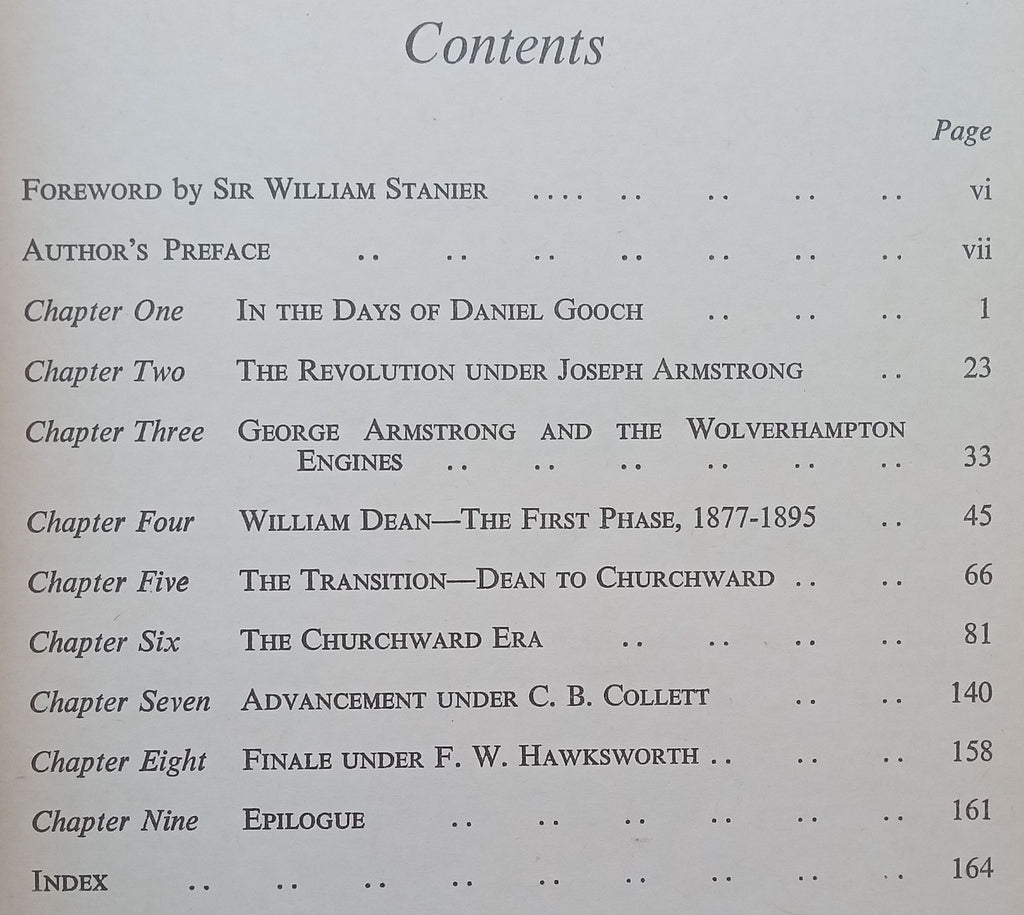 Contents
Page
FOREWORD by SIR WILLIAM STANIER .... .. .. .. .. vi
AUTHOR'S PREFACE .. .. .. .. .. .. .. vii
Chapter One IN THE DAYS OF DANIEL GOOCH .. .. .. 1
Chapter Two THE REVOLUTION UNDER JOSEPH ARMSTRONG .. 23
Chapter Three GEORGE ARMSTRONG AND THE WOLVERHAMPTON
ENGINES .. .. .. .. .. .. 33
Chapter Four WILLIAM DEAN—THE FIRST PHASE, 1877-1895 .. 45
Chapter Five THE TRANSITION—DEAN TO CHURCHWARD .. .. 66
Chapter Six THE CHURCHWARD ERA .. .. .. .. 81
Chapter Seven ADVANCEMENT UNDER C. B. COLLETT .. .. 140
Chapter Eight FINALE UNDER F. W. HAWKSWORTH .. .. .. 158
Chapter Nine EPILOGUE .. .. .. .. .. .. 161
INDEX .. .. .. .. .. .. .. .. .. 164